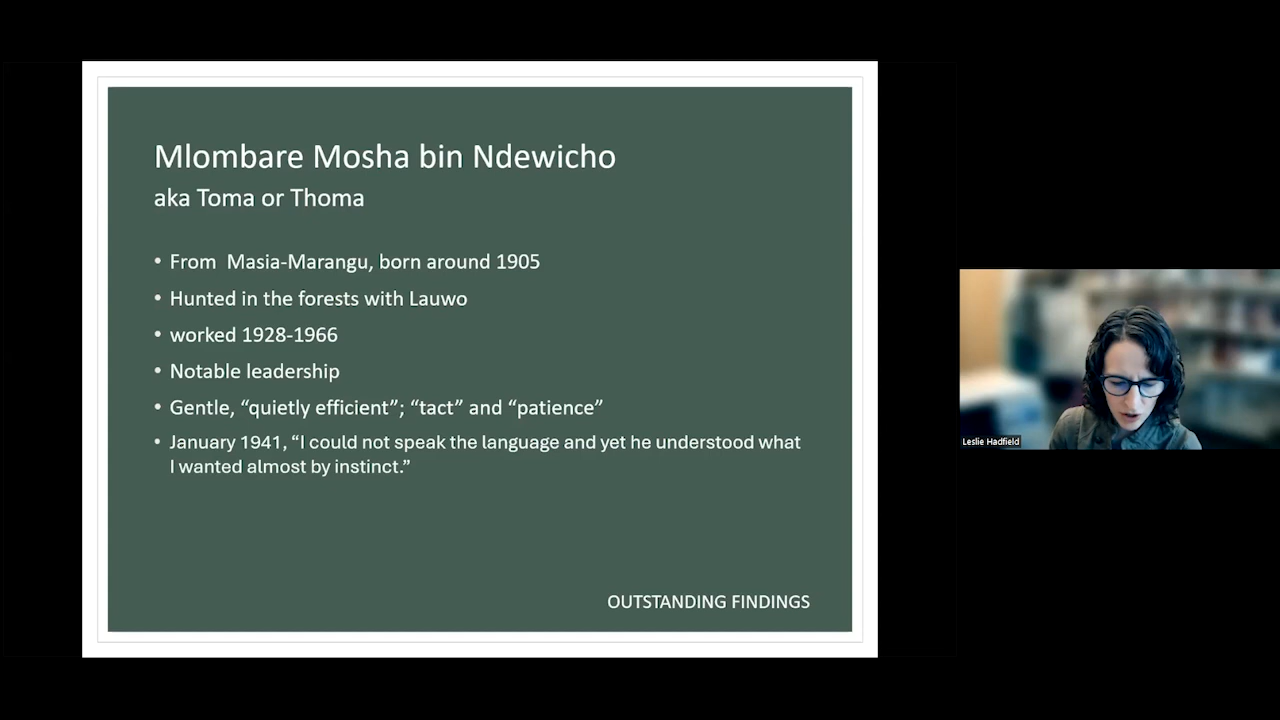 Mlombare Mosha bin Ndewicho
aka Toma or Thoma
• From  Masia-Marangu, born around 1905
• Hunted in the forests with Lauwo
• worked 1928-1966
• Notable leadership
• Gentle, “quietly efficient”; “tact” and “patience”
• January 1941, “I could not speak the language and yet he understood what
I wanted almost by instinct.”
OUTSTANDING FINDINGS
Leslie Hadfield